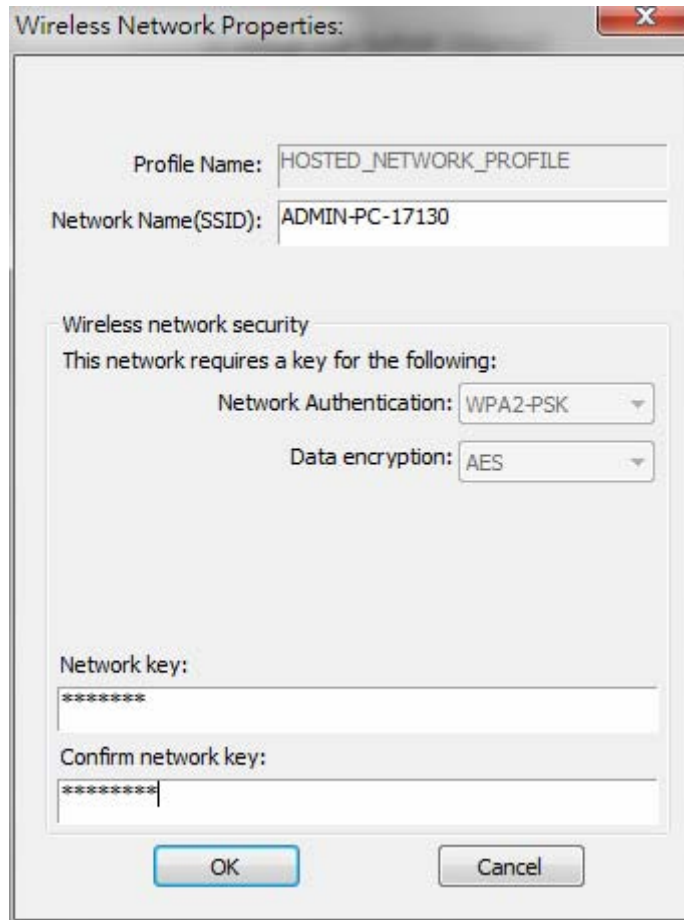 Wireless Network Properties:
x
Profile Name: HOSTED_NETWORK_PROFILE
Network Name(SSID): ADMIN-PC-17130
Wireless network security
This network requires a key for the following:
Network Authentication: WPA2-PSK
Data encryption: AES
Network key:
*******
Confirm network key:
********
OK Cancel